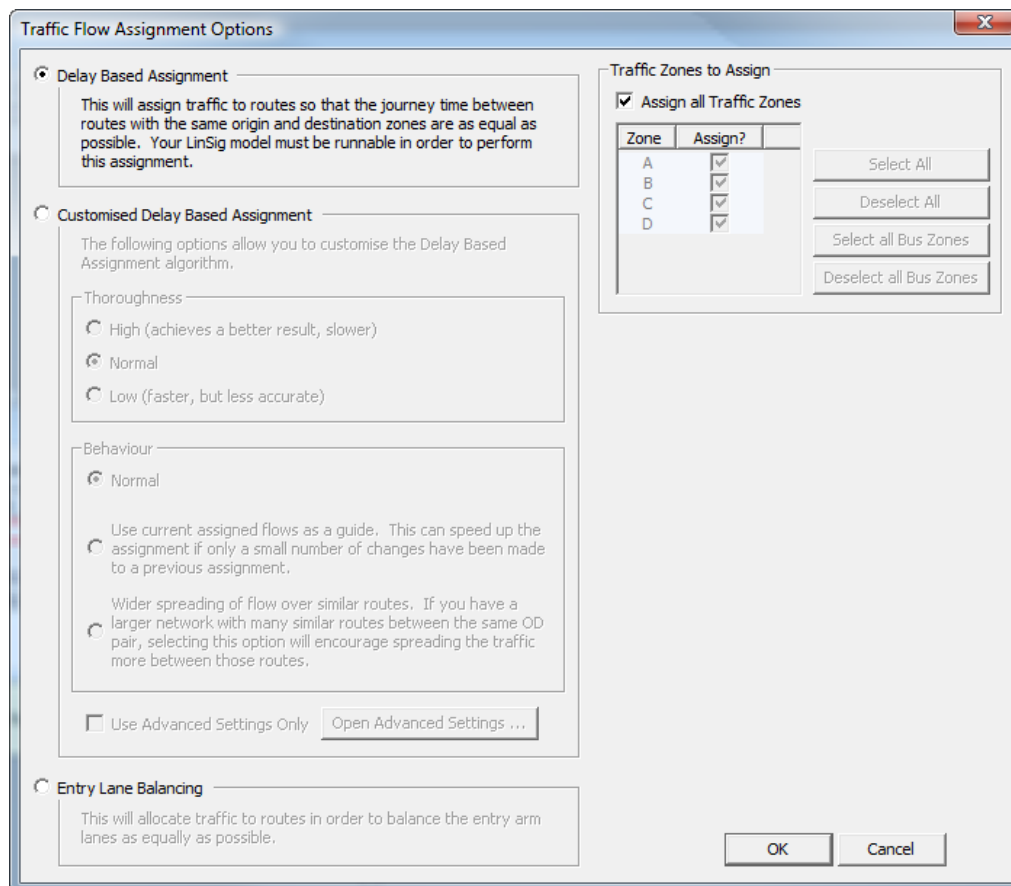 Traffic Flow Assignment Options
Delay Based Assignment
This will assign traffic to routes so that the journey time between
routes with the same origin and destination zones are as equal as
possible. Your LinSig model must be runnable in order to perform
this assignment.
Customised Delay Based Assignment
The following options allow you to customise the Delay Based
Assignment algorithm.
Thoroughness
High (achieves a better result, slower)
Normal
Low (faster, but less accurate)
Behaviour
Normal
Use current assigned flows as a guide. This can speed up the
assignment if only a small number of changes have been made
to a previous assignment.
Wider spreading of flow over similar routes. If you have a
larger network with many similar routes between the same OD
pair, selecting this option will encourage spreading the traffic
more between those routes.
Use Advanced Settings Only
Open Advanced Settings ...
Entry Lane Balancing
This will allocate traffic to routes in order to balance the entry arm
lanes as equally as possible.
Traffic Zones to Assign
Assign all Traffic Zones
Zone Assign?
A
B
C
D
Select All
Deselect All
Select all Bus Zones
Deselect all Bus Zones
OK
Cancel